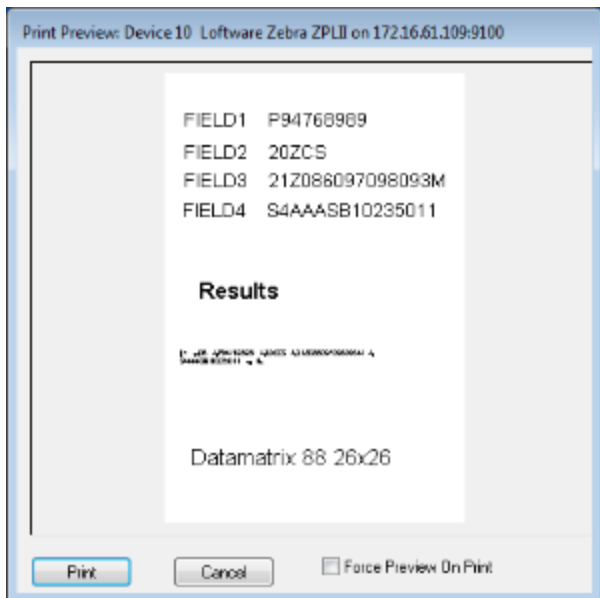 Print Preview: Device 10 Loftware Zebra ZPLII on 172.16.61.109:9100
FIELD1 P94768989
FIELD2 20ZCS
FIELD3 21Z086097098093M
FIELD4 S4AAASB10235011
Results
Datamatrix 88 26x26
Print
Cancel
Force Preview On Print